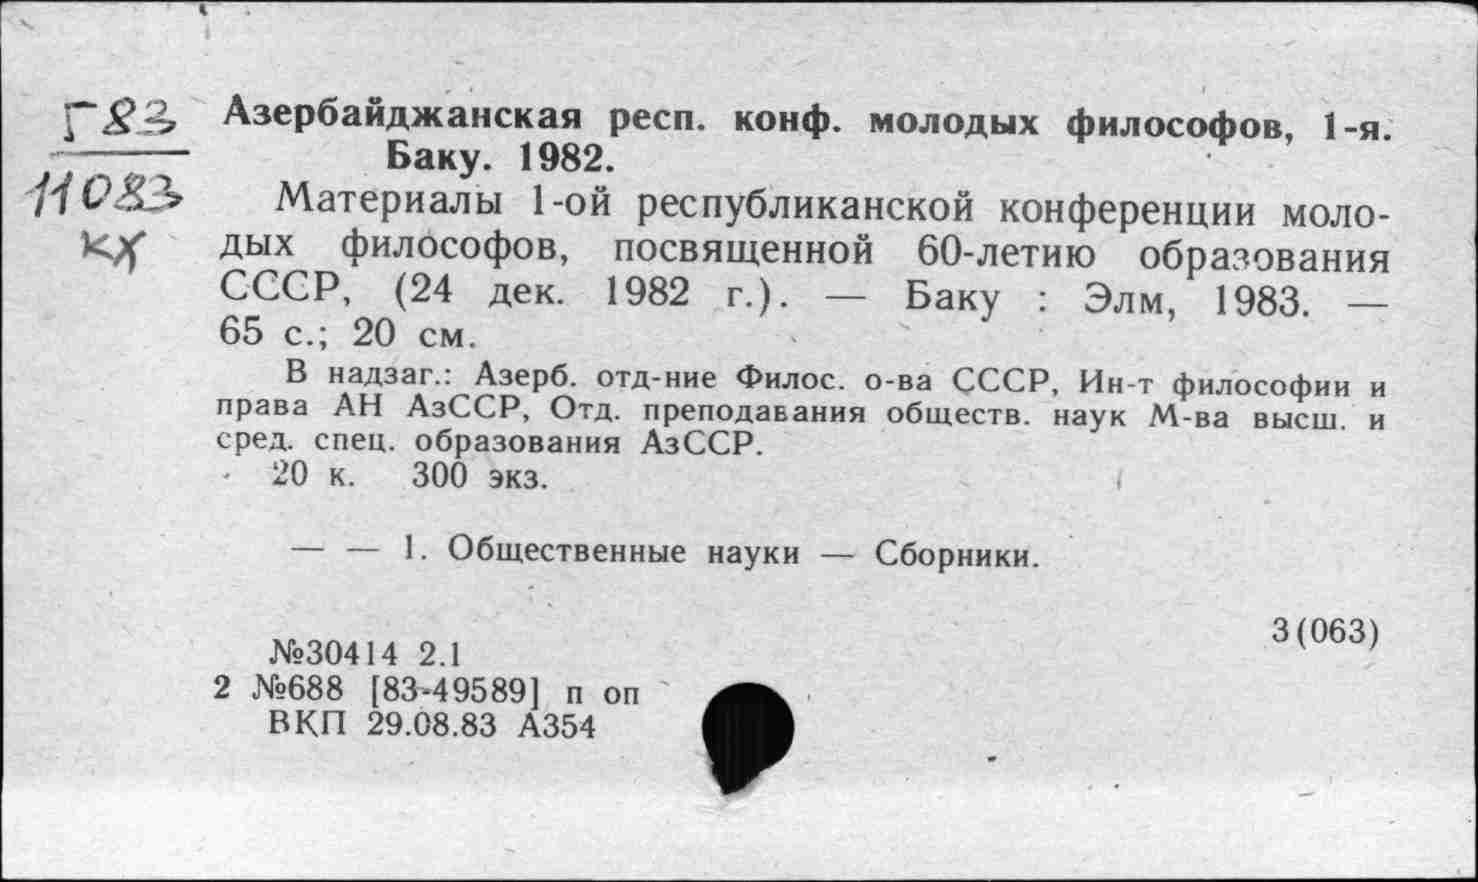 Г83
11083
кх
Азербайджанская респ. конф. молодых философов, 1-я.
Баку. 1982.
Материалы 1-ой республиканской конференции моло-
дых философов, посвященной 60-летию образования
СССР, (24 дек. 1982 г.). — Баку : Элм, 1983. —
65 с.; 20 см.
В надзаг.: Азерб. отд-ние Филос. о-ва СССР, Ин-т философии и
права АН АзССР, Отд. преподавания обществ. наук М-ва высш. и
сред. спец. образования АзССР.
20 к. 300 экз.
— — 1. Общественные науки — Сборники.
3(063)
№30414 2.1
2 №688 [83-49589] п оп
ВКП 29.08.83 А354